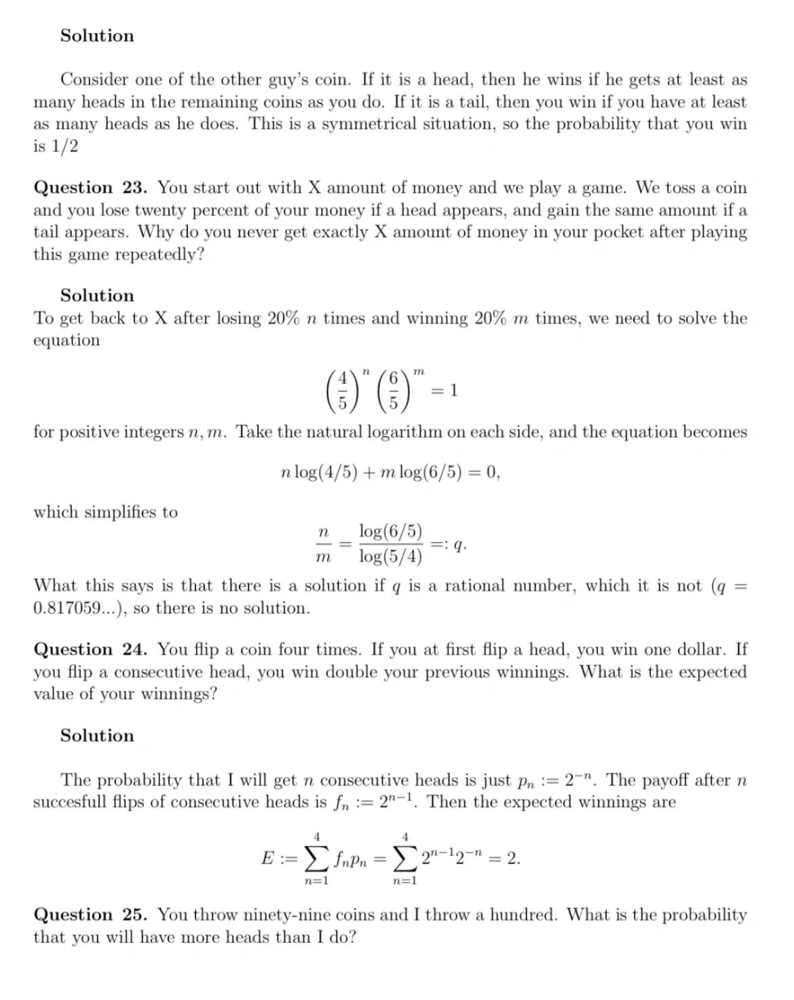 Solution
Consider one of the other guy's coin. If it is a head, then he wins if he gets at least as
many heads in the remaining coins as you do. If it is a tail, then you win if you have at least
as many heads as he does. This is a symmetrical situation, so the probability that you win
is 1/2
Question 23. You start out with X amount of money and we play a game. We toss a coin
and you lose twenty percent of your money if a head appears, and gain the same amount if a
tail appears. Why do you never get exactly X amount of money in your pocket after playing
this game repeatedly?
Solution
To get back to X after losing 20% n times and winning 20% m times, we need to solve the
equation
(4/5)^n (6/5)^m = 1
for positive integers n, m. Take the natural logarithm on each side, and the equation becomes
n log(4/5) + m log(6/5) = 0,
which simplifies to
n/m = log(6/5)/log(5/4) =: q.
What this says is that there is a solution if q is a rational number, which it is not (q =
0.817059...), so there is no solution.
Question 24. You flip a coin four times. If you at first flip a head, you win one dollar. If
you flip a consecutive head, you win double your previous winnings. What is the expected
value of your winnings?
Solution
The probability that I will get n consecutive heads is just p_n := 2^{-n}. The payoff after n
succesfull flips of consecutive heads is f_n := 2^{n-1}. Then the expected winnings are
E := \sum_{n=1}^{4} f_n p_n = \sum_{n=1}^{4} 2^{n-1} 2^{-n} = 2.
Question 25. You throw ninety-nine coins and I throw a hundred. What is the probability
that you will have more heads than I do?